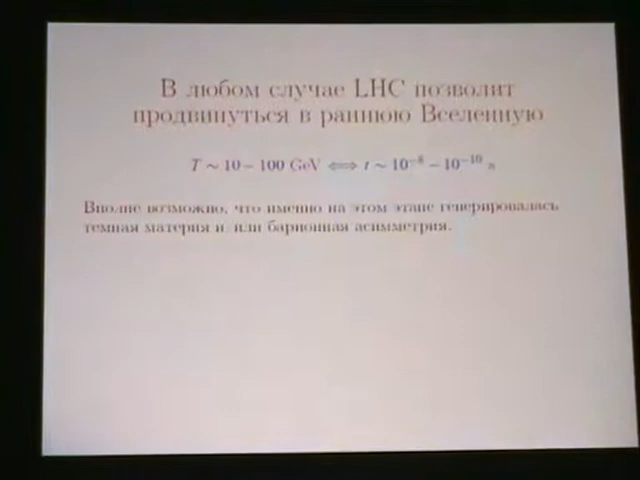 В любом случае LHC позволит
продвинуться в раннюю Вселенную
T ∼ 10 − 100 GeV ⟺ t ∼ 10⁻⁸ − 10⁻¹⁰ s
Вполне возможно, что именно на этом этапе генерировалась
темная материя и/или барионная асимметрия.